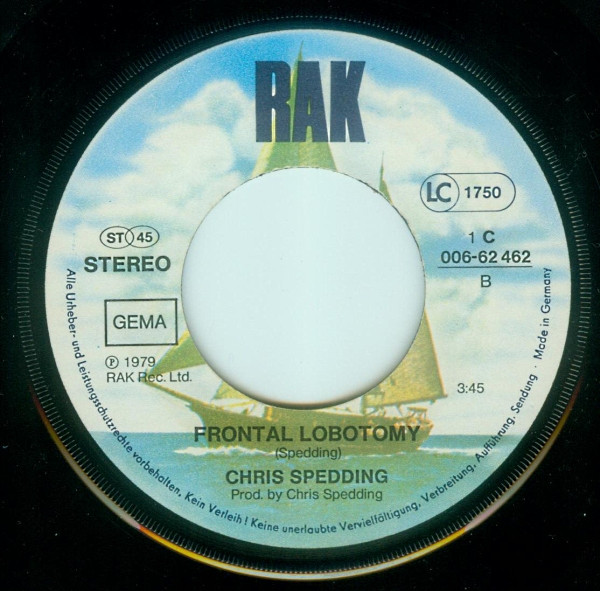 RAK
LC 1750
ST 45
STEREO
1 C
006-62 462
B
GEMA
℗ 1979
RAK Rec. Ltd.
3:45
FRONTAL LOBOTOMY
(Spedding)
CHRIS SPEDDING
Prod. by Chris Spedding
Alle Urheber- und Leistungsschutzrechte vorbehalten. Kein Verleih! Keine unerlaubte Vervielfältigung, Verbreitung, Aufführung, Sendung · Made in Germany